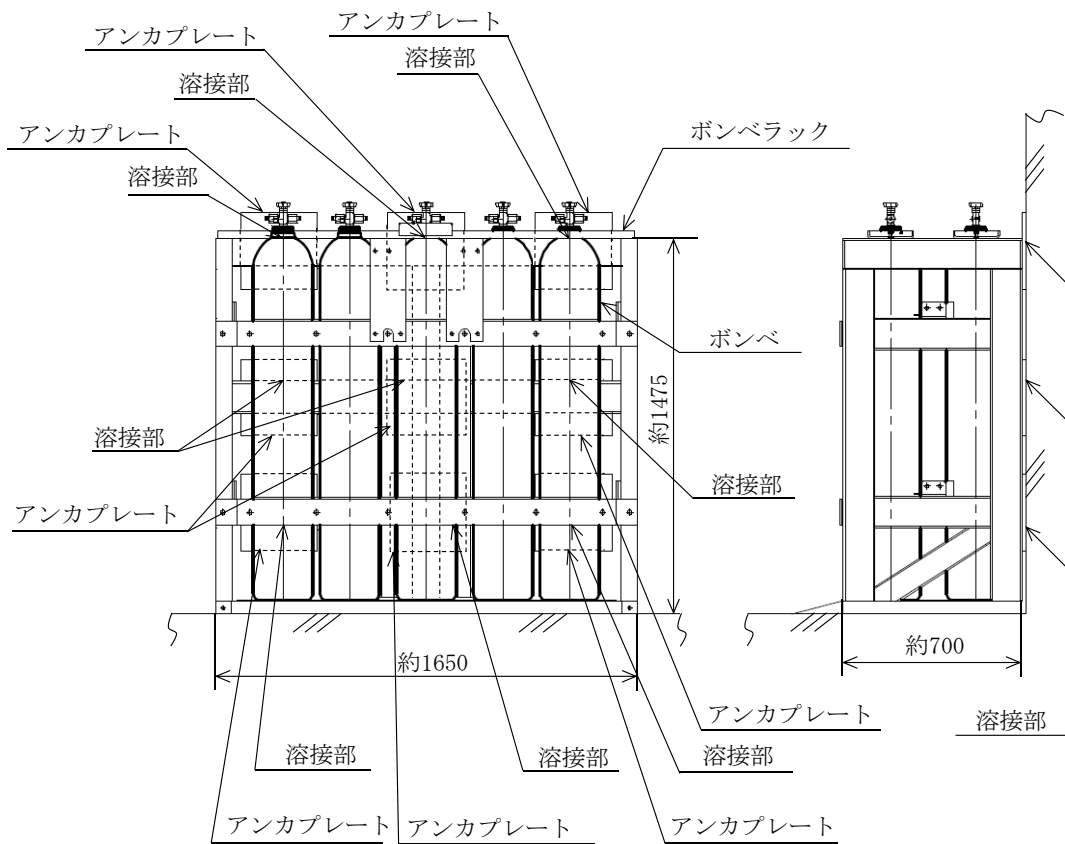 アンカプレート
アンカプレート
溶接部
溶接部
アンカプレート
ボンベラック
溶接部
ボンベ
約1475
溶接部
溶接部
アンカプレート
約1650
約700
アンカプレート
溶接部
溶接部
溶接部
溶接部
アンカプレート
アンカプレート
アンカプレート